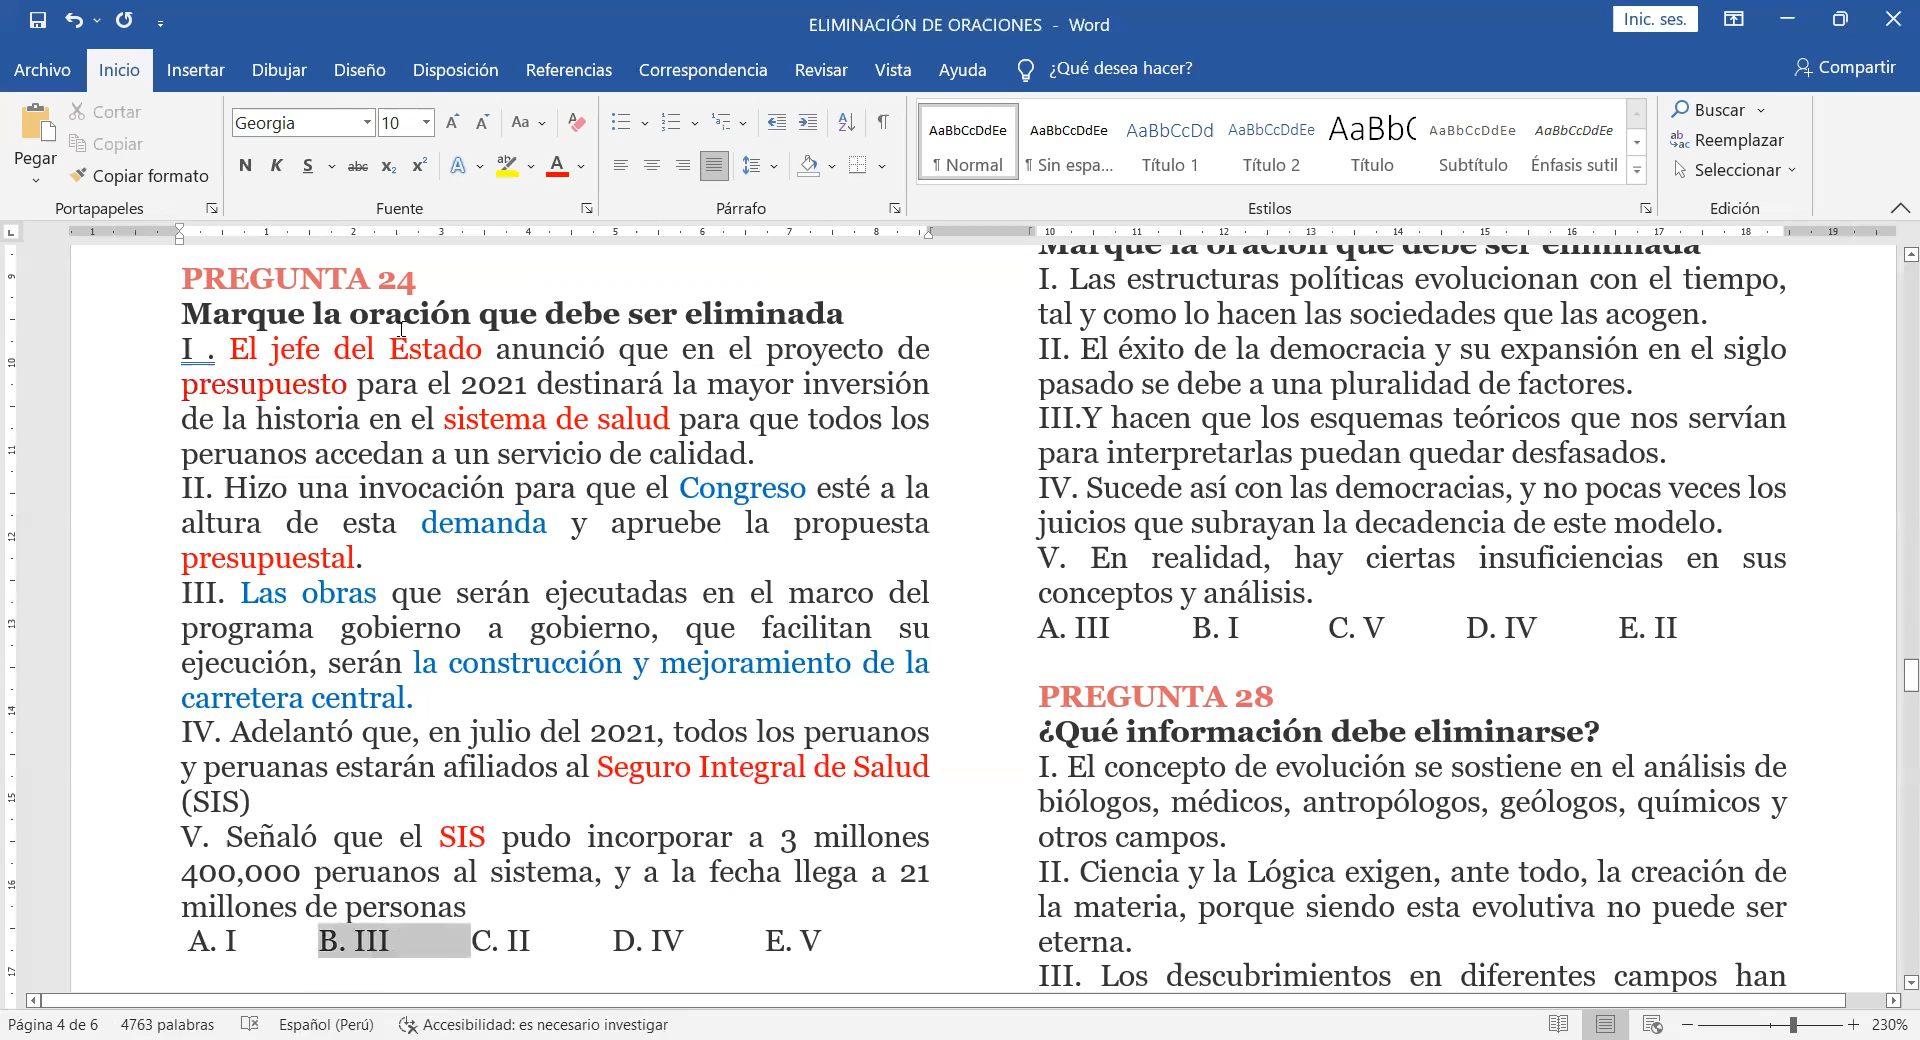 ELIMINACIÓN DE ORACIONES - Word
Inic. ses.
Archivo Inicio Insertar Dibujar Diseño Disposición Referencias Correspondencia Revisar Vista Ayuda ¿Qué desea hacer? Compartir
Pegar
Cortar
Copiar
Copiar formato
Portapapeles
Georgia 10
N K S abc x₂ x²
Fuente
Párrafo
AaBbCcDdEe ¶ Normal
AaBbCcDdEe ¶ Sin espa...
AaBbCcDd Título 1
AaBbCcDdEe Título 2
AaBbC Título
AaBbCcDdEe Subtítulo
AaBbCcDdEe Énfasis sutil
Estilos
Buscar
Reemplazar
Seleccionar
Edición
PREGUNTA 24
Marque la oración que debe ser eliminada
I . El jefe del Estado anunció que en el proyecto de
presupuesto para el 2021 destinará la mayor inversión
de la historia en el sistema de salud para que todos los
peruanos accedan a un servicio de calidad.
II. Hizo una invocación para que el Congreso esté a la
altura de esta demanda y apruebe la propuesta
presupuestal.
III. Las obras que serán ejecutadas en el marco del
programa gobierno a gobierno, que facilitan su
ejecución, serán la construcción y mejoramiento de la
carretera central.
IV. Adelantó que, en julio del 2021, todos los peruanos
y peruanas estarán afiliados al Seguro Integral de Salud
(SIS)
V. Señaló que el SIS pudo incorporar a 3 millones
400,000 peruanos al sistema, y a la fecha llega a 21
millones de personas
A. I B. III C. II D. IV E. V
Marque la oración que debe ser eliminada
I. Las estructuras políticas evolucionan con el tiempo,
tal y como lo hacen las sociedades que las acogen.
II. El éxito de la democracia y su expansión en el siglo
pasado se debe a una pluralidad de factores.
III.Y hacen que los esquemas teóricos que nos servían
para interpretarlas puedan quedar desfasados.
IV. Sucede así con las democracias, y no pocas veces los
juicios que subrayan la decadencia de este modelo.
V. En realidad, hay ciertas insuficiencias en sus
conceptos y análisis.
A. III B. I C. V D. IV E. II
PREGUNTA 28
¿Qué información debe eliminarse?
I. El concepto de evolución se sostiene en el análisis de
biólogos, médicos, antropólogos, geólogos, químicos y
otros campos.
II. Ciencia y la Lógica exigen, ante todo, la creación de
la materia, porque siendo esta evolutiva no puede ser
eterna.
III. Los descubrimientos en diferentes campos han
Página 4 de 6 4763 palabras Español (Perú) Accesibilidad: es necesario investigar 230%